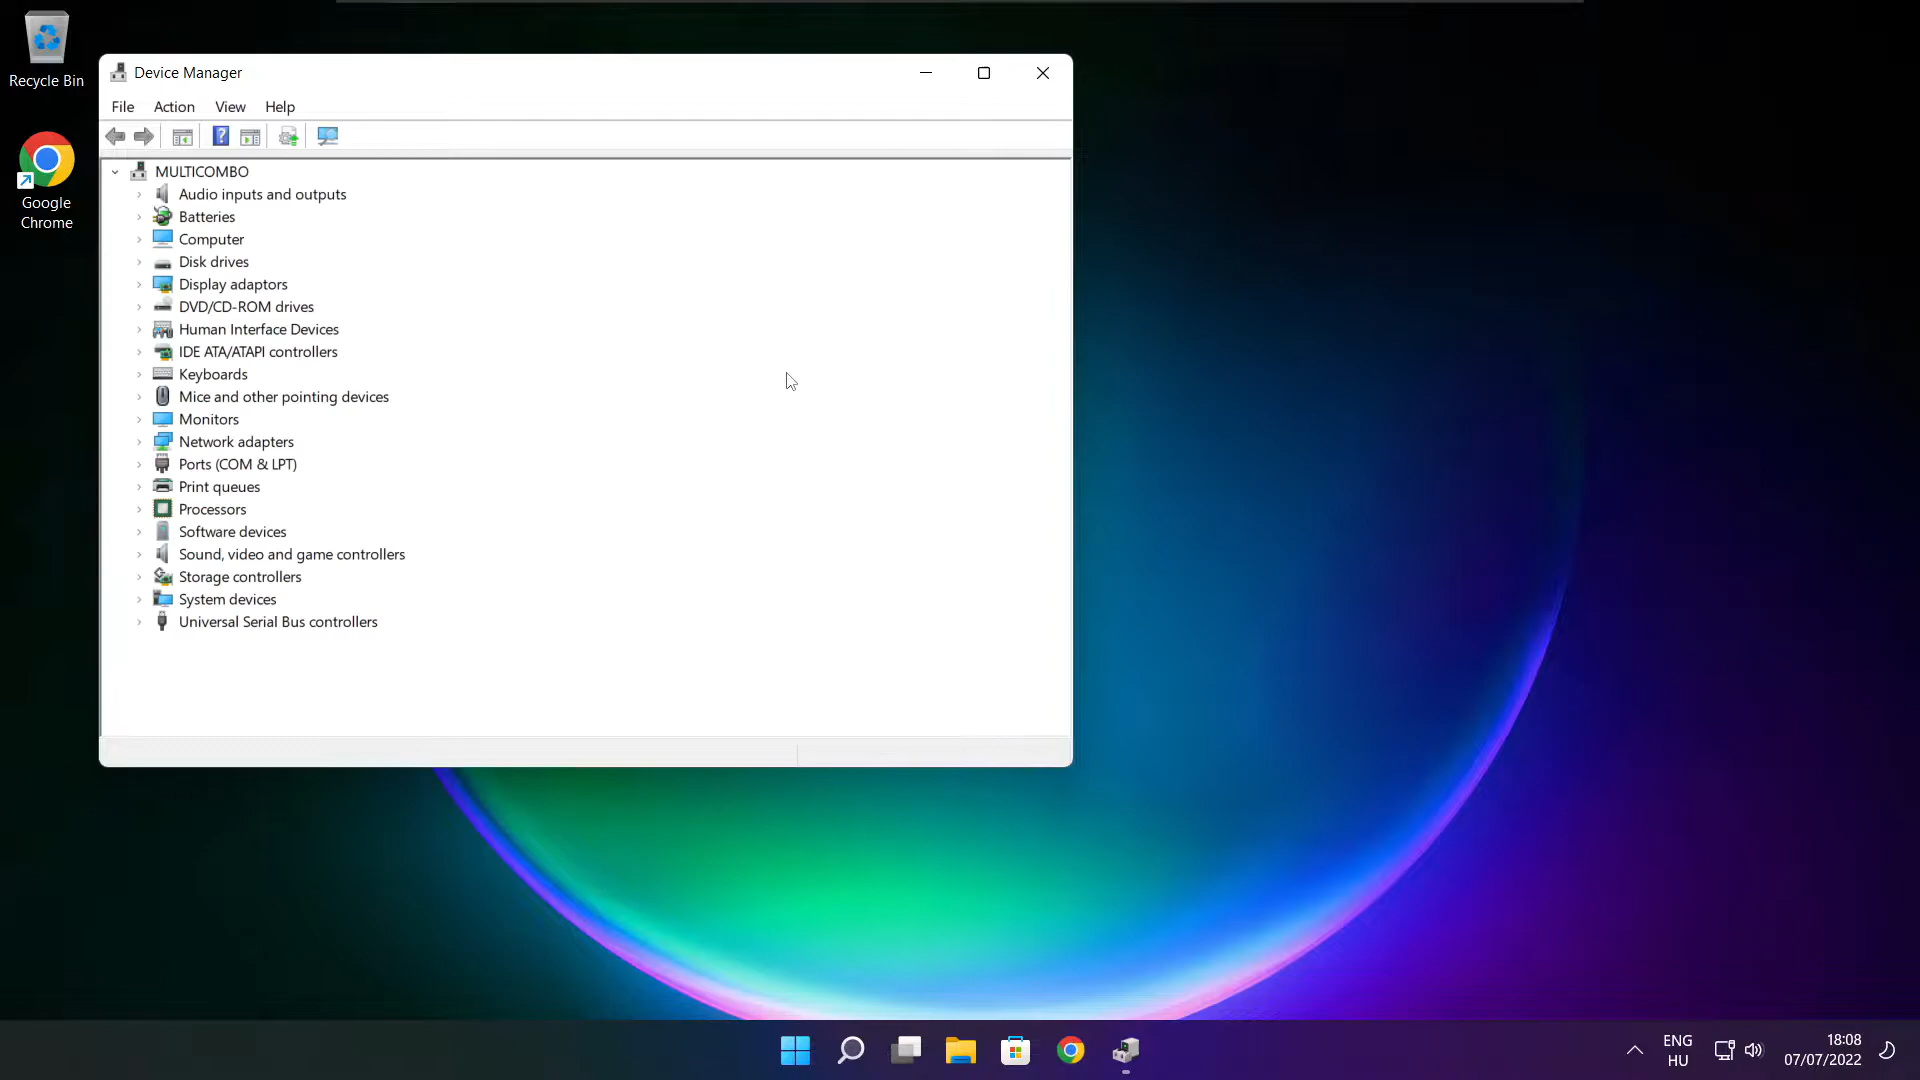 Recycle Bin
Google
Chrome
Device Manager
File Action View Help
MULTICOMBO
Audio inputs and outputs
Batteries
Computer
Disk drives
Display adaptors
DVD/CD-ROM drives
Human Interface Devices
IDE ATA/ATAPI controllers
Keyboards
Mice and other pointing devices
Monitors
Network adapters
Ports (COM & LPT)
Print queues
Processors
Software devices
Sound, video and game controllers
Storage controllers
System devices
Universal Serial Bus controllers
ENG
HU
18:08
07/07/2022